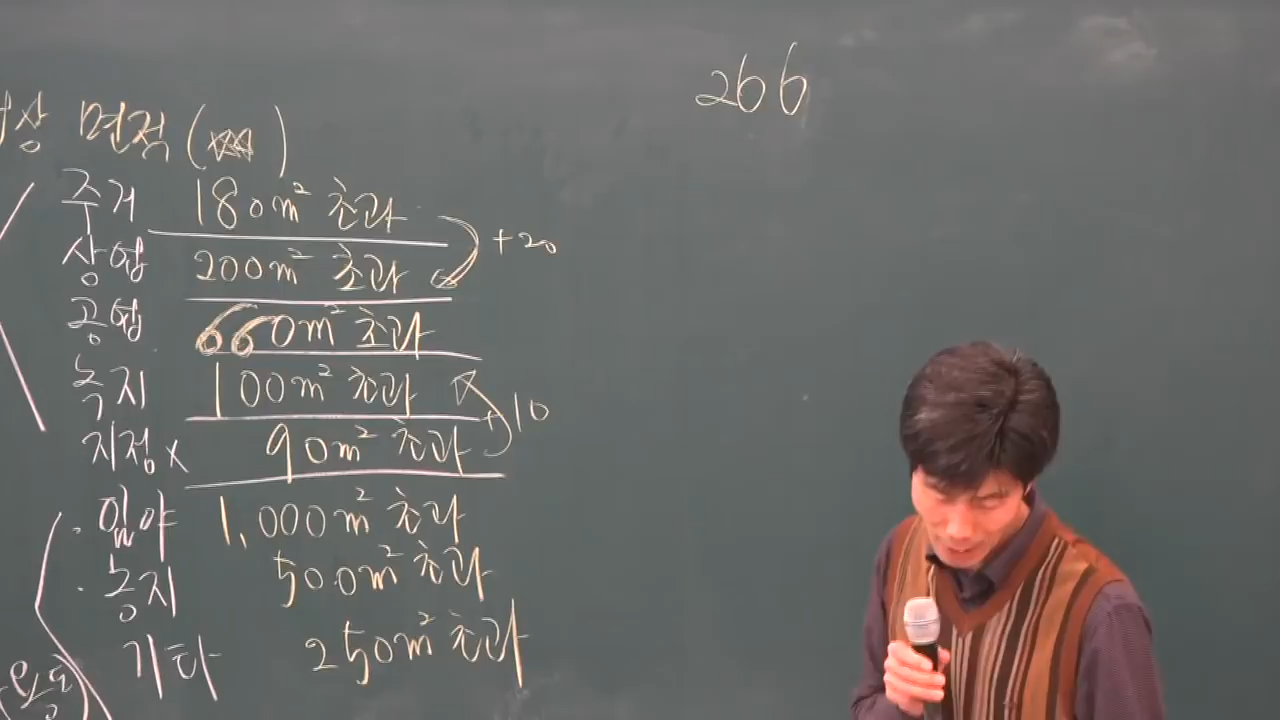 266
상 면적 (
주거 180m² 초과
상업 200m² 초과
+20
공업 660m² 초과
녹지 100m² 초과
+10
지정 × 90m² 초과
· 임야 1,000m² 초과
· 농지 500m² 초과
기타 250m² 초과